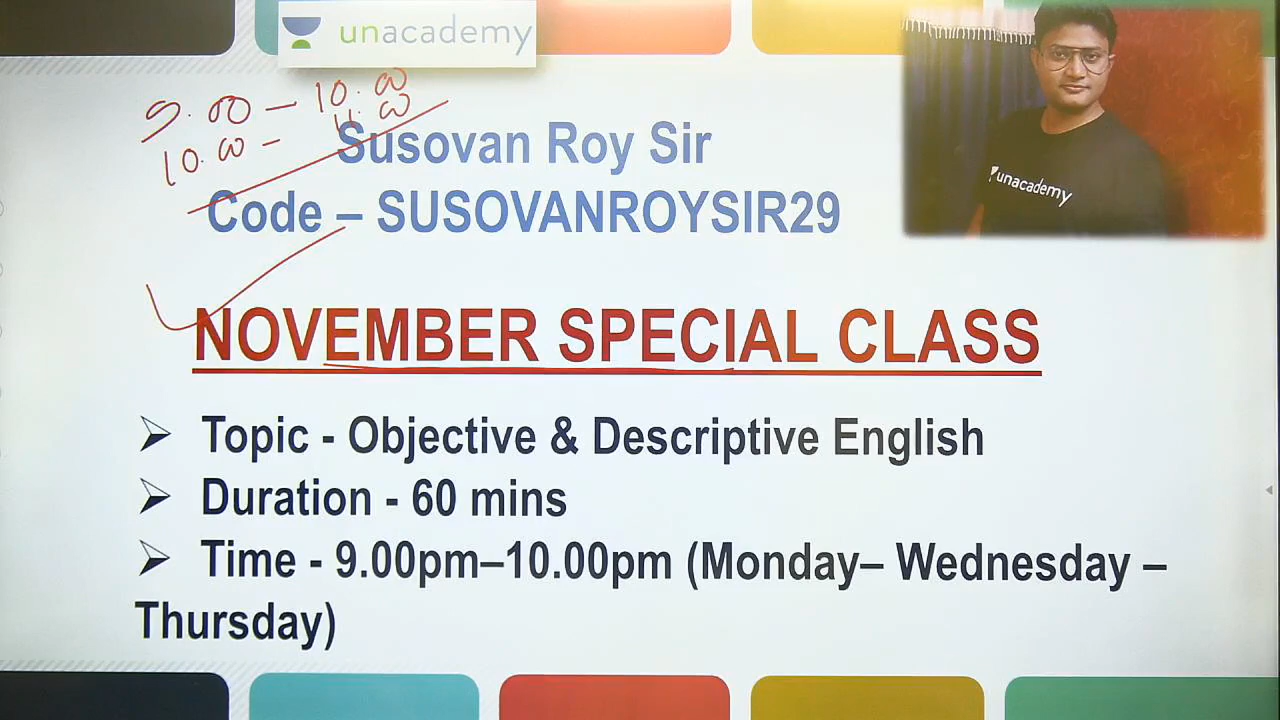 unacademy
9.00 - 10.00
10.00 - 11.00
Susovan Roy Sir
Code – SUSOVANROYSIR29
unacademy
NOVEMBER SPECIAL CLASS
➢ Topic - Objective & Descriptive English
➢ Duration - 60 mins
➢ Time - 9.00pm–10.00pm (Monday– Wednesday –
Thursday)